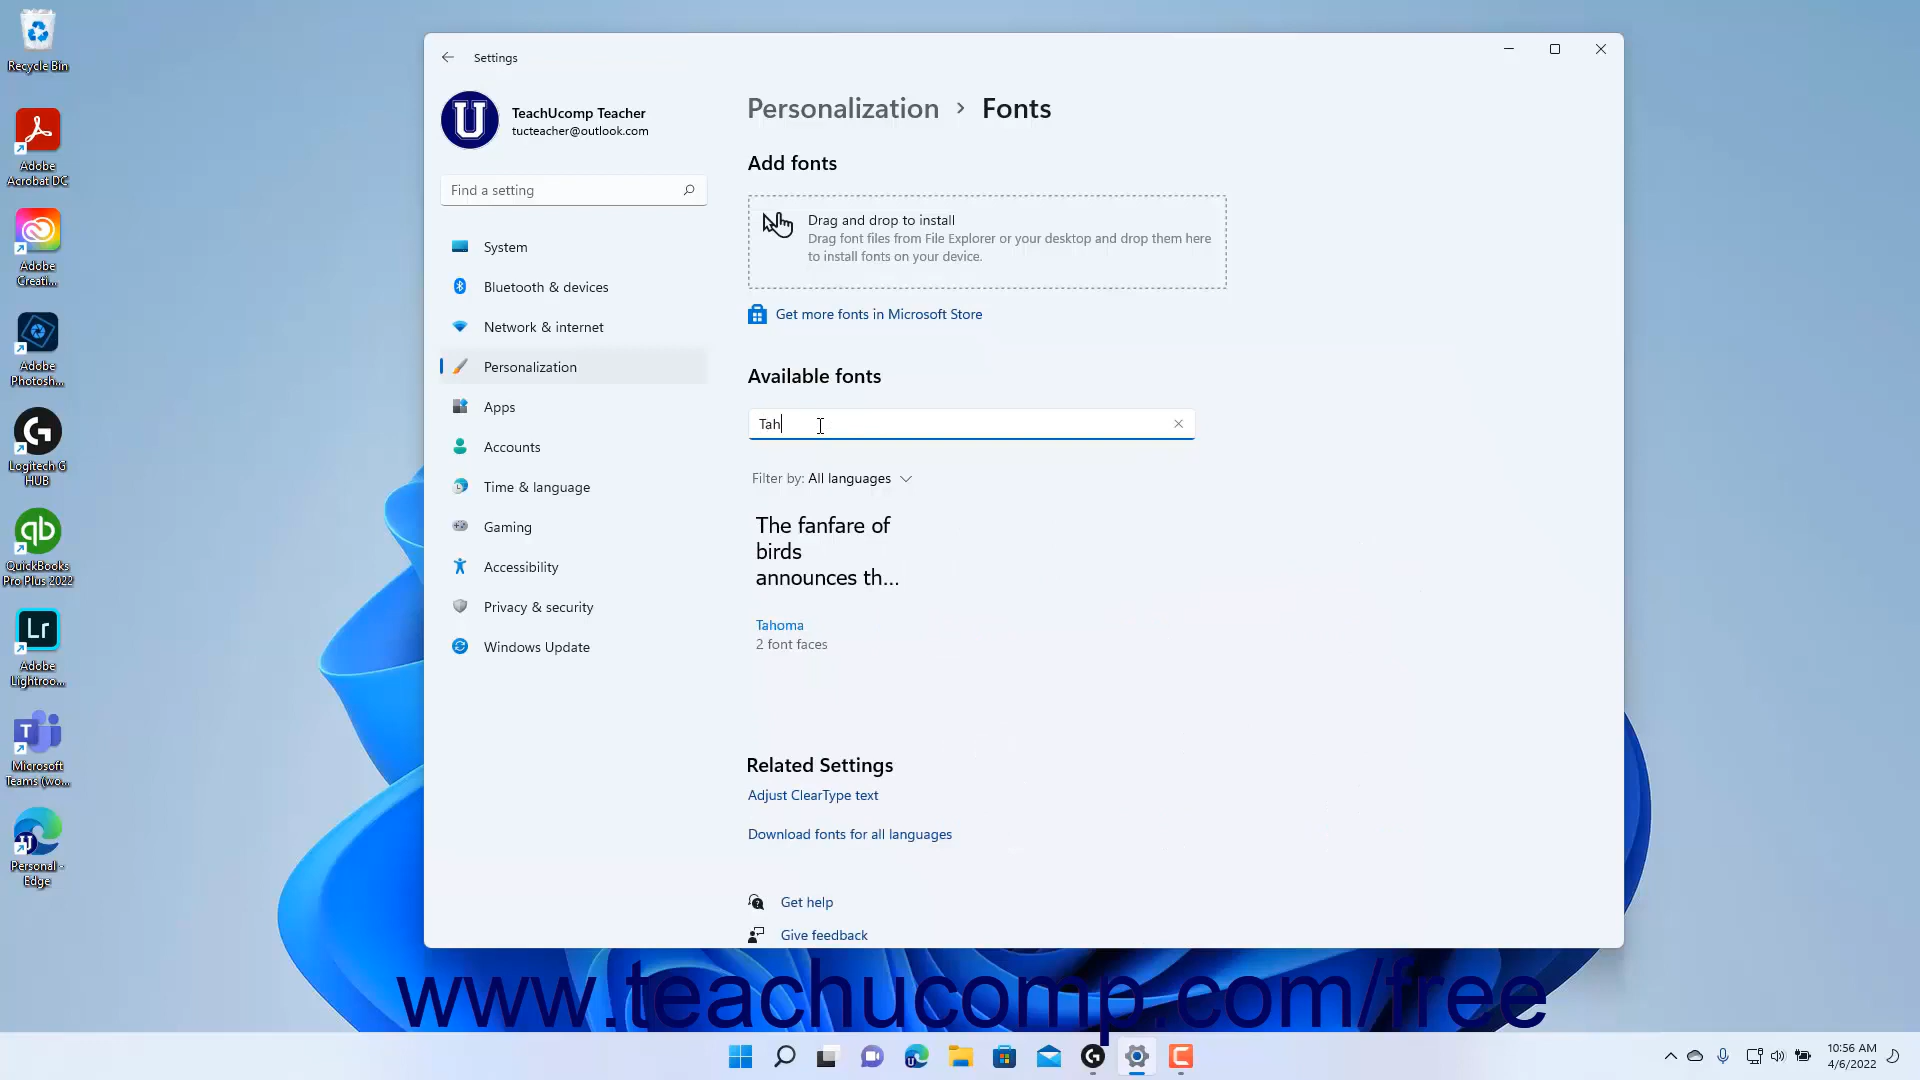 Recycle Bin
Adobe
Acrobat DC
Adobe
Creati...
Adobe
Photosh...
Logitech G
HUB
QuickBooks
Pro Plus 2022
Lr
Adobe
Lightroo...
Microsoft
Teams (wo...
Personal -
Edge
Settings
U
TeachUcomp Teacher
tucteacher@outlook.com
Find a setting
System
Bluetooth & devices
Network & internet
Personalization
Apps
Accounts
Time & language
Gaming
Accessibility
Privacy & security
Windows Update
Personalization > Fonts
Add fonts
Drag and drop to install
Drag font files from File Explorer or your desktop and drop them here
to install fonts on your device.
Get more fonts in Microsoft Store
Available fonts
Tah
Filter by: All languages
The fanfare of
birds
announces th...
Tahoma
2 font faces
Related Settings
Adjust ClearType text
Download fonts for all languages
Get help
Give feedback
www.teachucomp.com/free
10:56 AM
4/6/2022